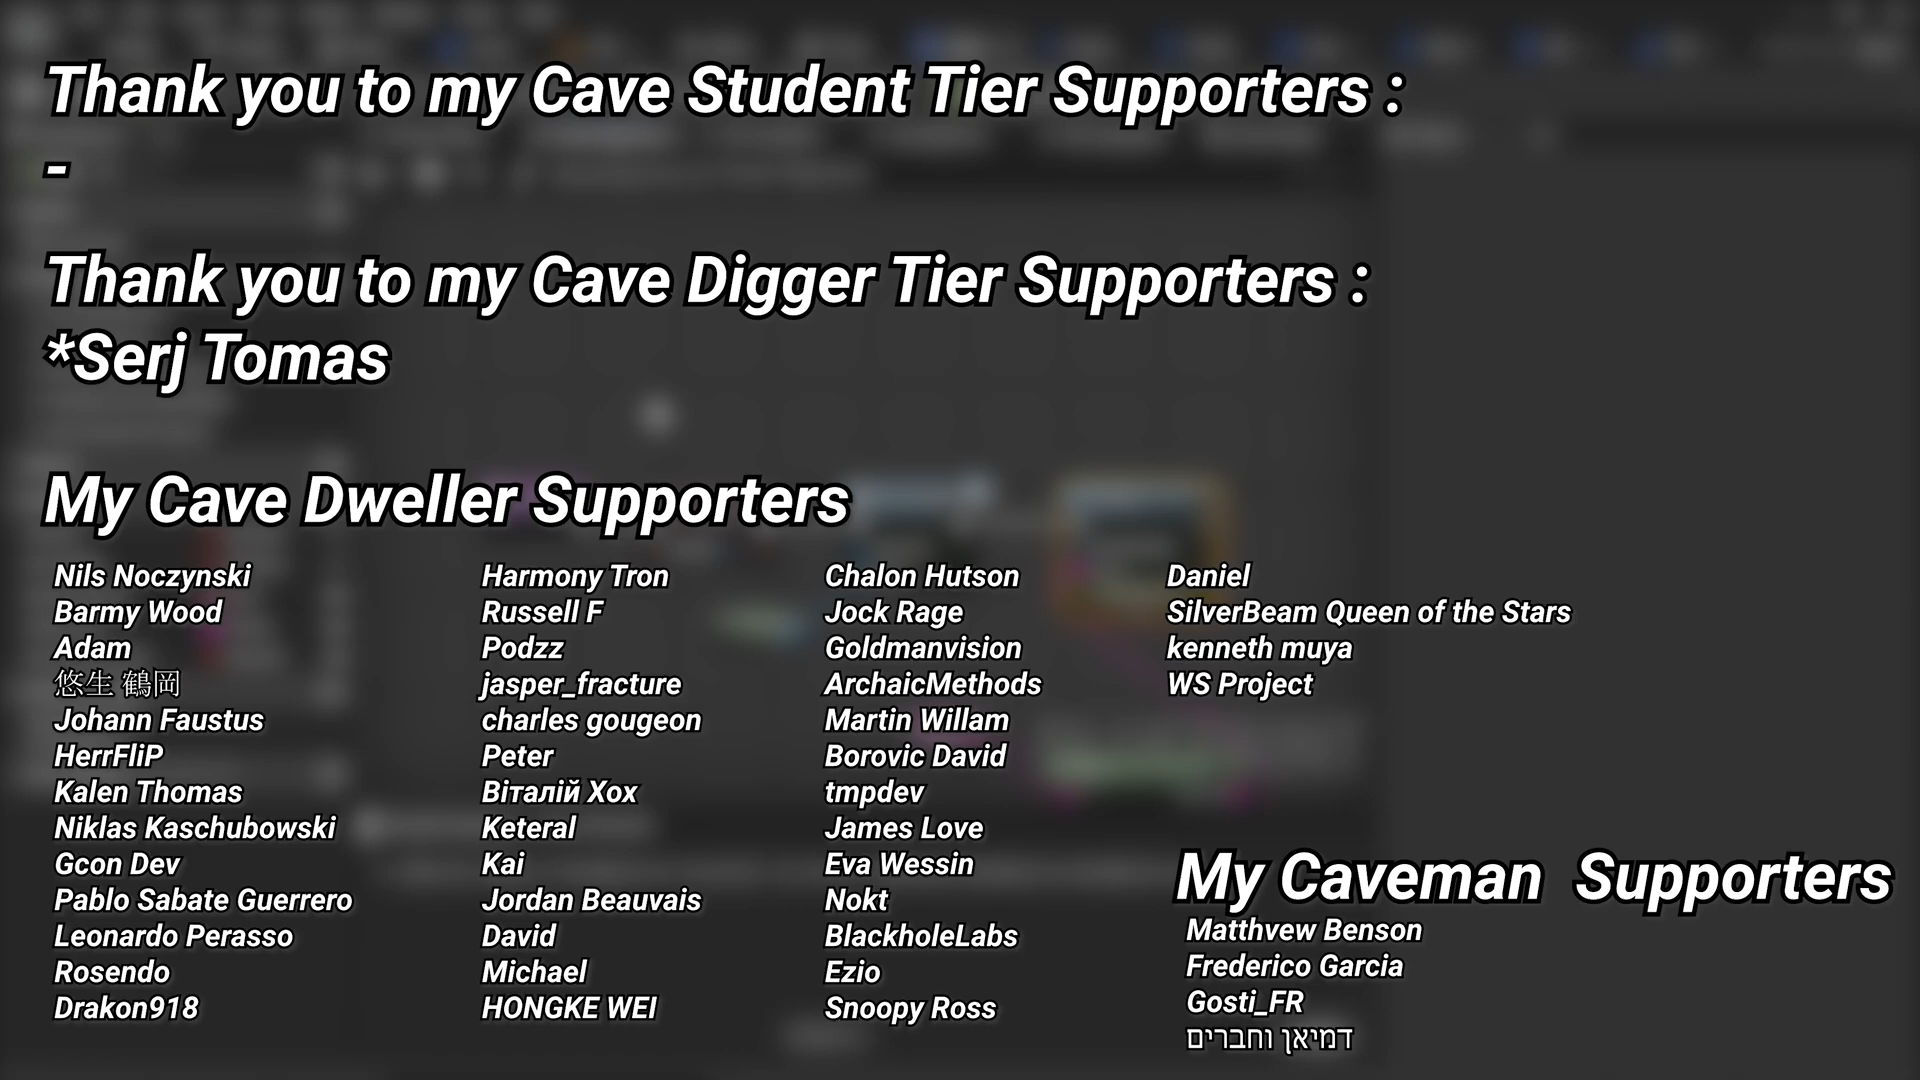 Thank you to my Cave Student Tier Supporters :
-
Thank you to my Cave Digger Tier Supporters :
*Serj Tomas
My Cave Dweller Supporters
Nils Noczynski
Barmy Wood
Adam
悠生 鶴岡
Johann Faustus
HerrFliP
Kalen Thomas
Niklas Kaschubowski
Gcon Dev
Pablo Sabate Guerrero
Leonardo Perasso
Rosendo
Drakon918
Harmony Tron
Russell F
Podzz
jasper_fracture
charles gougeon
Peter
Віталій Хох
Keteral
Kai
Jordan Beauvais
David
Michael
HONGKE WEI
Chalon Hutson
Jock Rage
Goldmanvision
ArchaicMethods
Martin Willam
Borovic David
tmpdev
James Love
Eva Wessin
Nokt
BlackholeLabs
Ezio
Snoopy Ross
Daniel
SilverBeam Queen of the Stars
kenneth muya
WS Project
My Caveman  Supporters
Matthvew Benson
Frederico Garcia
Gosti_FR
דמיאן וחברים